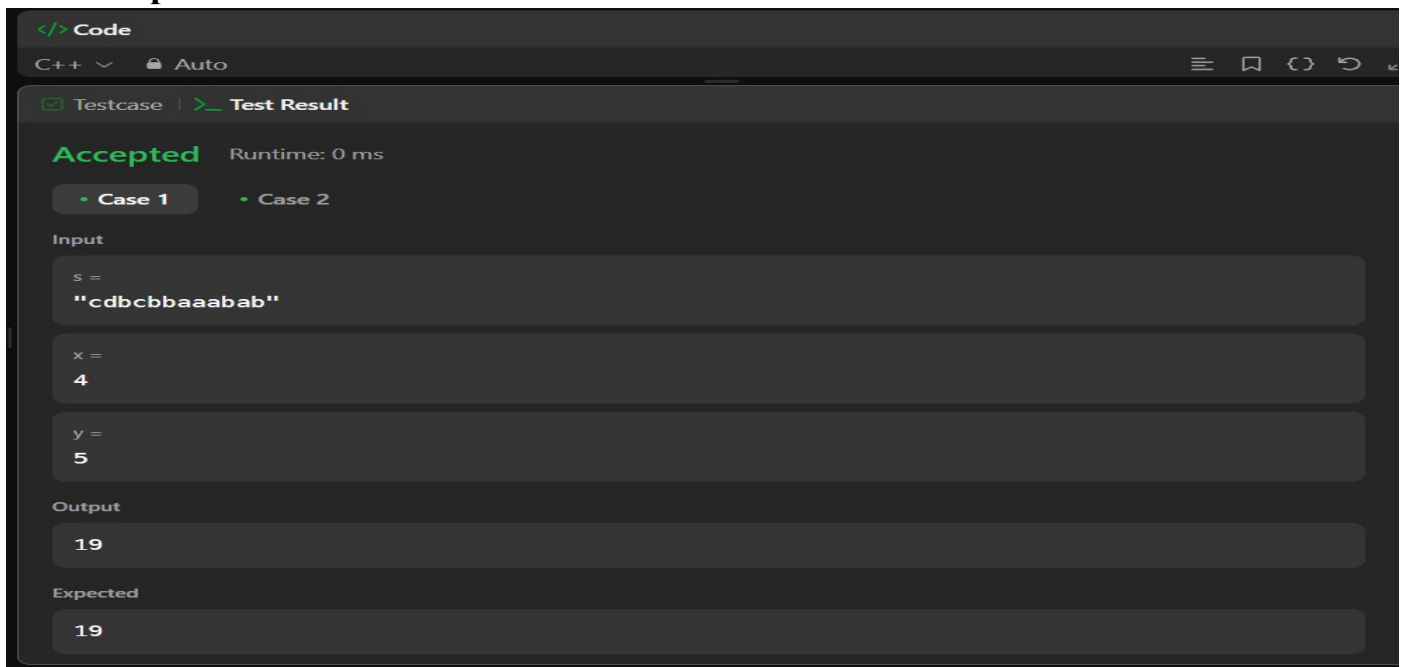 </> Code
C++ Auto
Testcase | >_ Test Result
Accepted Runtime: 0 ms
• Case 1 • Case 2
Input
s =
"cdbcbbaaabab"
x =
4
y =
5
Output
19
Expected
19